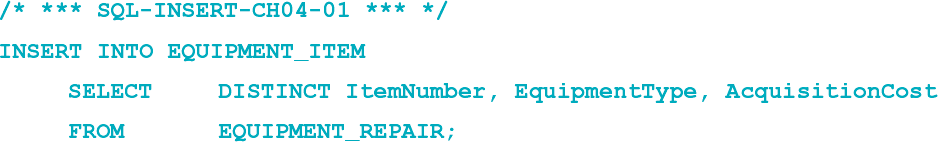 /* *** SQL-INSERT-CH04-01 *** */
INSERT INTO EQUIPMENT_ITEM
SELECT DISTINCT ItemNumber, EquipmentType, AcquisitionCost
FROM EQUIPMENT_REPAIR;